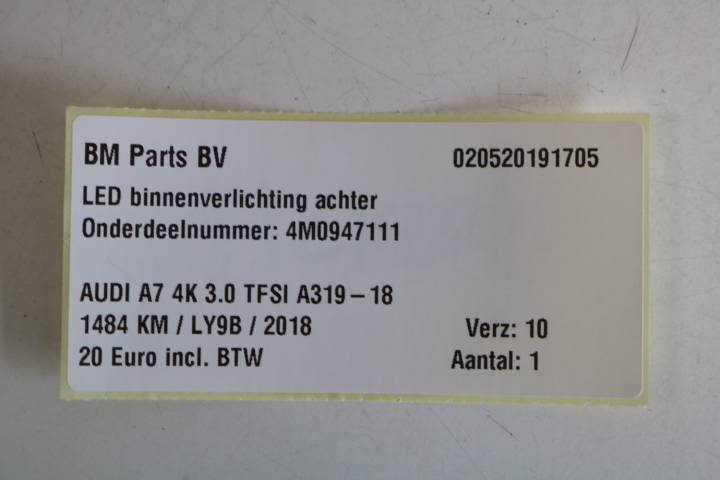 BM Parts BV 020520191705
LED binnenverlichting achter
Onderdeelnummer: 4M0947111
AUDI A7 4K 3.0 TFSI A319-18
1484 KM / LY9B / 2018 Verz: 10
20 Euro incl. BTW Aantal: 1